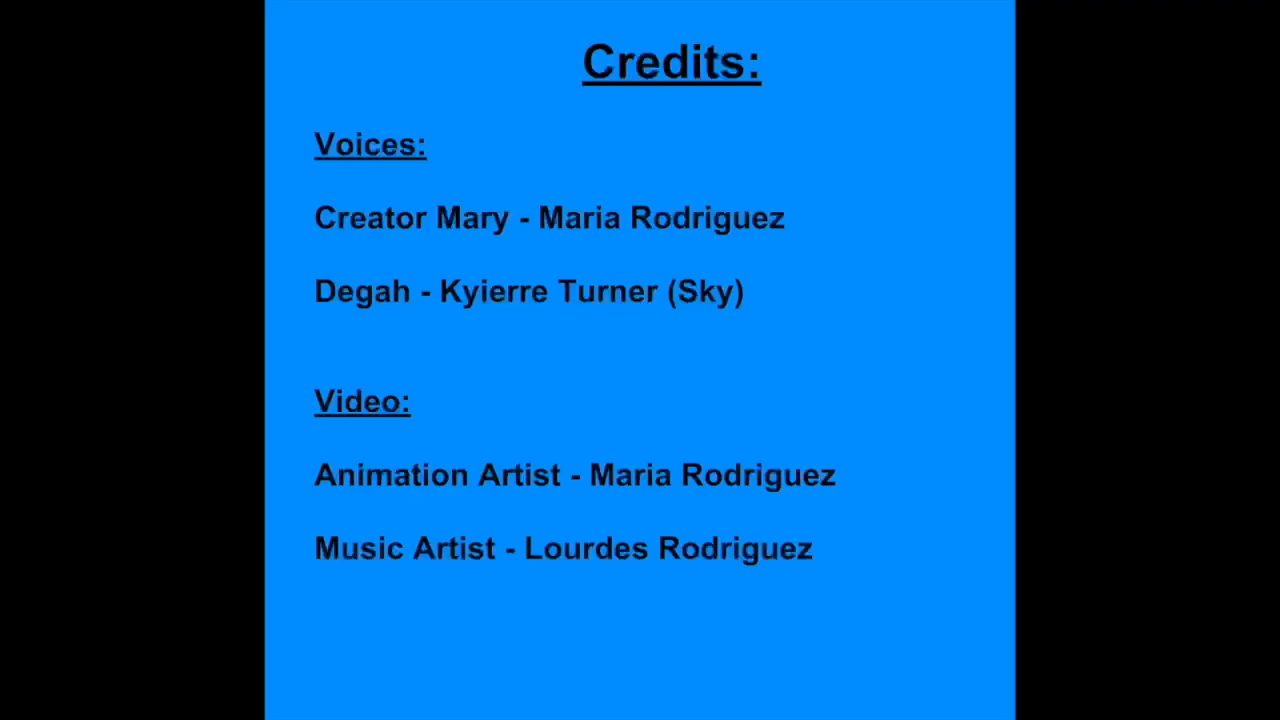 Credits:
Voices:
Creator Mary - Maria Rodriguez
Degah - Kyierre Turner (Sky)
Video:
Animation Artist - Maria Rodriguez
Music Artist - Lourdes Rodriguez